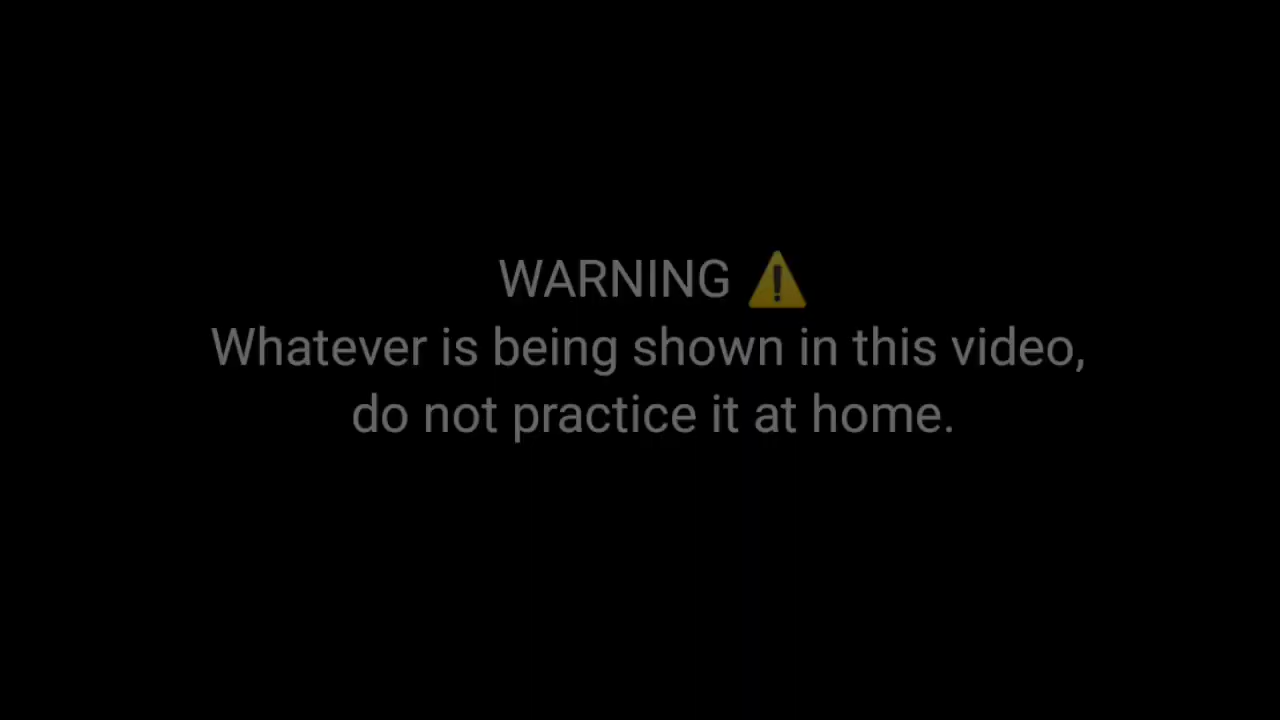 WARNING ⚠️
Whatever is being shown in this video,
do not practice it at home.